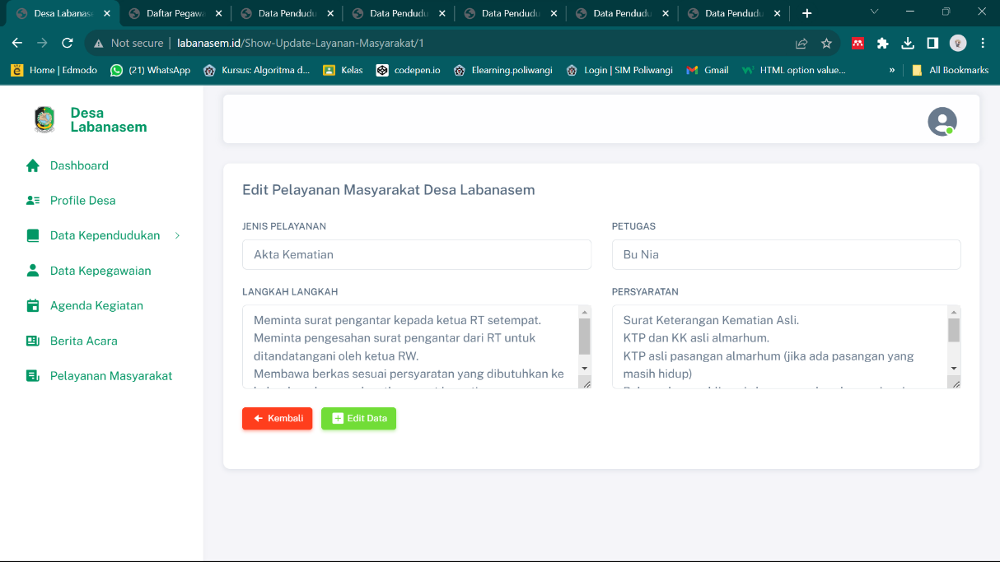 Desa Labanase
Daftar Pegawa
Data Pendudu
Data Pendudu
Data Pendudu
Data Pendudu
Data Pendudu
Not secure | labanasem.id/Show-Update-Layanan-Masyarakat/1
Home | Edmodo
(21) WhatsApp
Kursus: Algoritma d...
Kelas
codepen.io
Elearning.poliwangi
Login | SIM Poliwangi
Gmail
HTML option value...
»
All Bookmarks
Desa
Labanasem
Dashboard
Profile Desa
Data Kependudukan
Data Kepegawaian
Agenda Kegiatan
Berita Acara
Pelayanan Masyarakat
Edit Pelayanan Masyarakat Desa Labanasem
JENIS PELAYANAN
Akta Kematian
PETUGAS
Bu Nia
LANGKAH LANGKAH
Meminta surat pengantar kepada ketua RT setempat.
Meminta pengesahan surat pengantar dari RT untuk
ditandatangani oleh ketua RW.
Membawa berkas sesuai persyaratan yang dibutuhkan ke
PERSYARATAN
Surat Keterangan Kematian Asli.
KTP dan KK asli almarhum.
KTP asli pasangan almarhum (jika ada pasangan yang
masih hidup)
Kembali
Edit Data